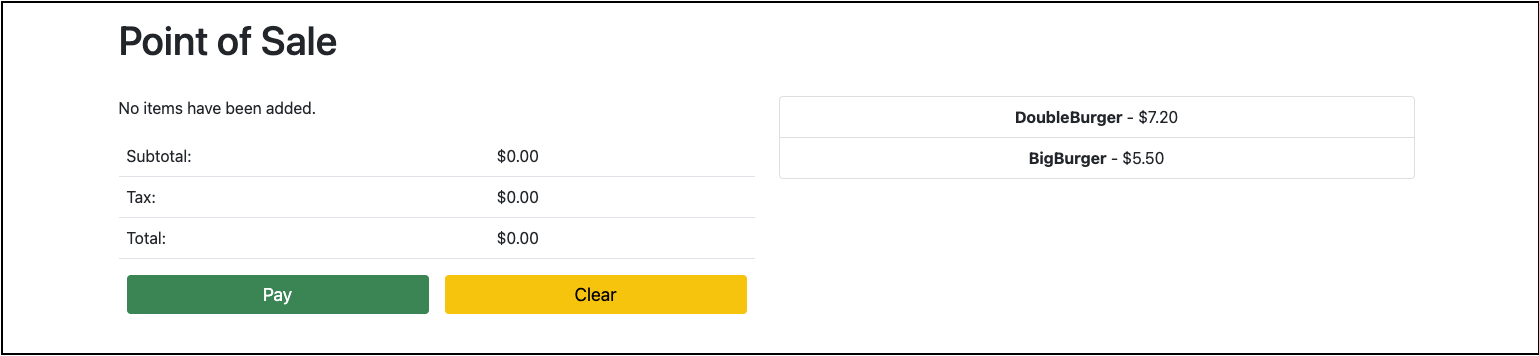 Point of Sale
No items have been added.
Subtotal: $0.00
Tax: $0.00
Total: $0.00
Pay Clear
DoubleBurger - $7.20
BigBurger - $5.50